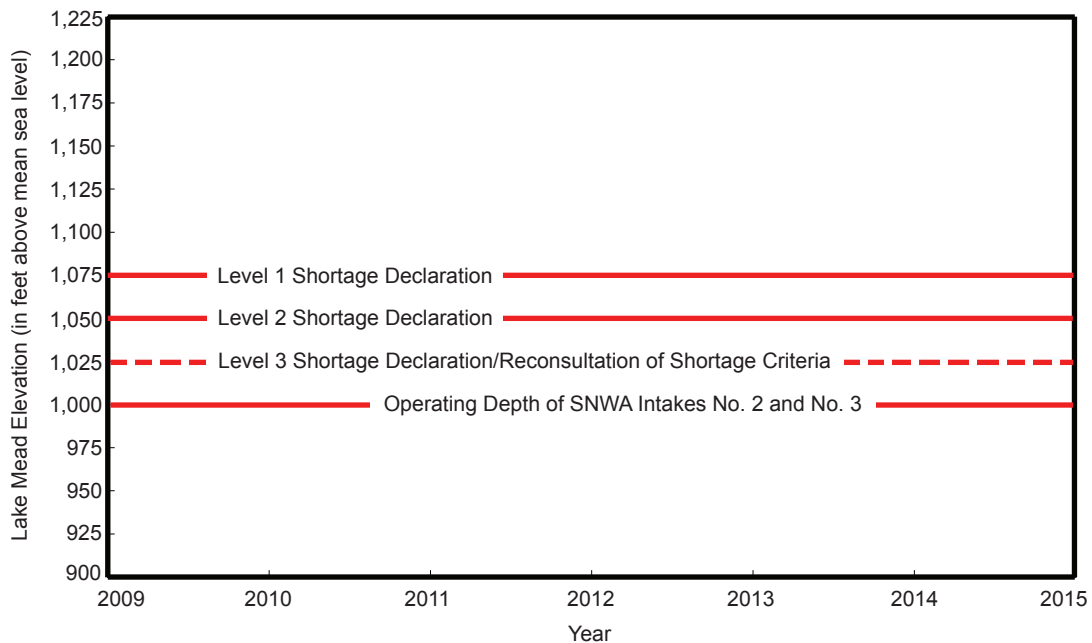 Lake Mead Elevation (in feet above mean sea level)
1,225
1,200
1,175
1,150
1,125
1,100
1,075
1,050
1,025
1,000
975
950
925
900
Level 1 Shortage Declaration
Level 2 Shortage Declaration
Level 3 Shortage Declaration/Reconsultation of Shortage Criteria
Operating Depth of SNWA Intakes No. 2 and No. 3
2009 2010 2011 2012 2013 2014 2015
Year